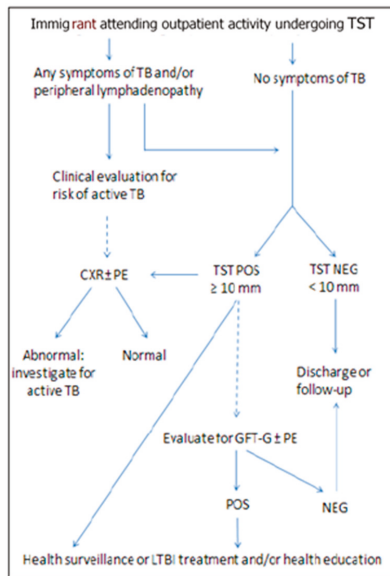 Immigrant attending outpatient activity undergoing TST
Any symptoms of TB and/or
peripheral lymphadenopathy
No symptoms of TB
Clinical evaluation for
risk of active TB
CXR±PE
TST POS
≥ 10 mm
TST NEG
< 10 mm
Abnormal:
investigate for
active TB
Normal
Discharge or
follow-up
Evaluate for GFT-G ± PE
POS
NEG
Health surveillance or LTBI treatment and/or health education